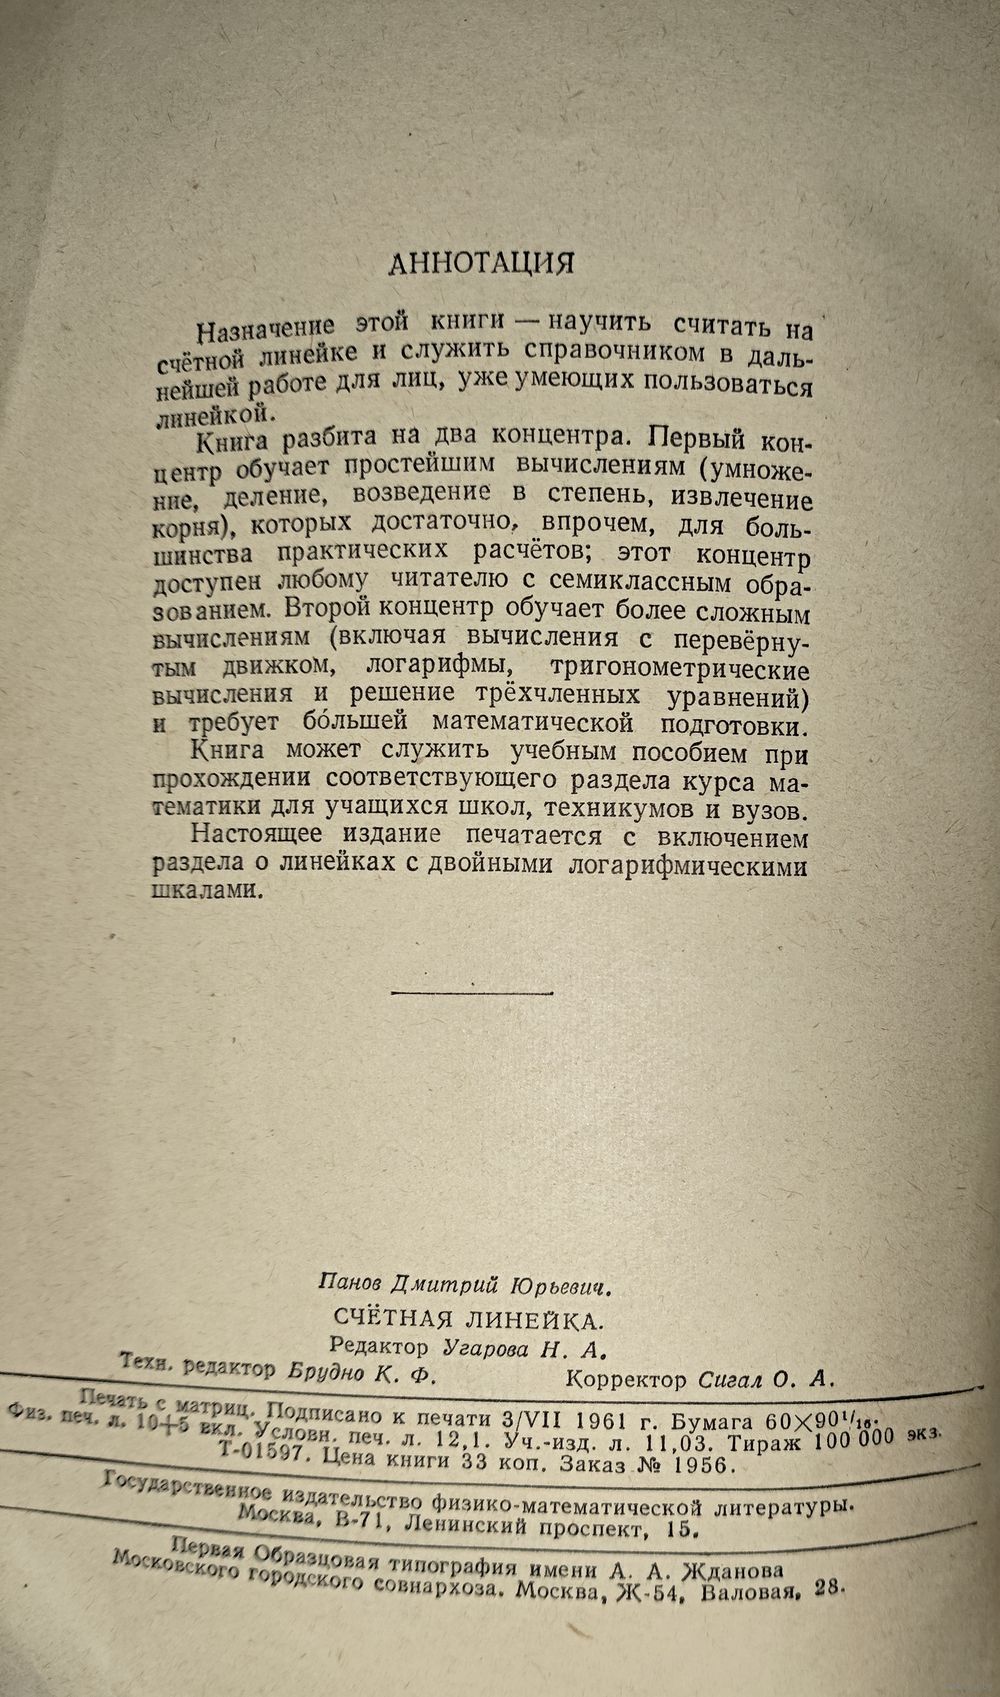 АННОТАЦИЯ
Назначение этой книги — научить считать на
счётной линейке и служить справочником в даль-
нейшей работе для лиц, уже умеющих пользоваться
линейкой.
Книга разбита на два концентра. Первый кон-
центр обучает простейшим вычислениям (умноже-
ние, деление, возведение в степень, извлечение
корня), которых достаточно, впрочем, для боль-
шинства практических расчётов; этот концентр
доступен любому читателю с семиклассным обра-
зованием. Второй концентр обучает более сложным
вычислениям (включая вычисления с перевёрну-
тым движком, логарифмы, тригонометрические
вычисления и решение трёхчленных уравнений)
и требует бо́льшей математической подготовки.
Книга может служить учебным пособием при
прохождении соответствующего раздела курса ма-
тематики для учащихся школ, техникумов и вузов.
Настоящее издание печатается с включением
раздела о линейках с двойными логарифмическими
шкалами.
Панов Дмитрий Юрьевич.
СЧЁТНАЯ ЛИНЕЙКА.
Редактор Угарова Н. А.
Техн. редактор Брудно К. Ф. Корректор Сигал О. А.
Печать с матриц. Подписано к печати 3/VII 1961 г. Бумага 60×90¹/₁₆.
Физ. печ. л. 10+5 вкл. Условн. печ. л. 12,1. Уч.-изд. л. 11,03. Тираж 100 000 экз.
Т-01597. Цена книги 33 коп. Заказ № 1956.
Государственное издательство физико-математической литературы.
Москва, В-71, Ленинский проспект, 15.
Первая Образцовая типография имени А. А. Жданова
Московского городского совнархоза. Москва, Ж-54, Валовая, 28.